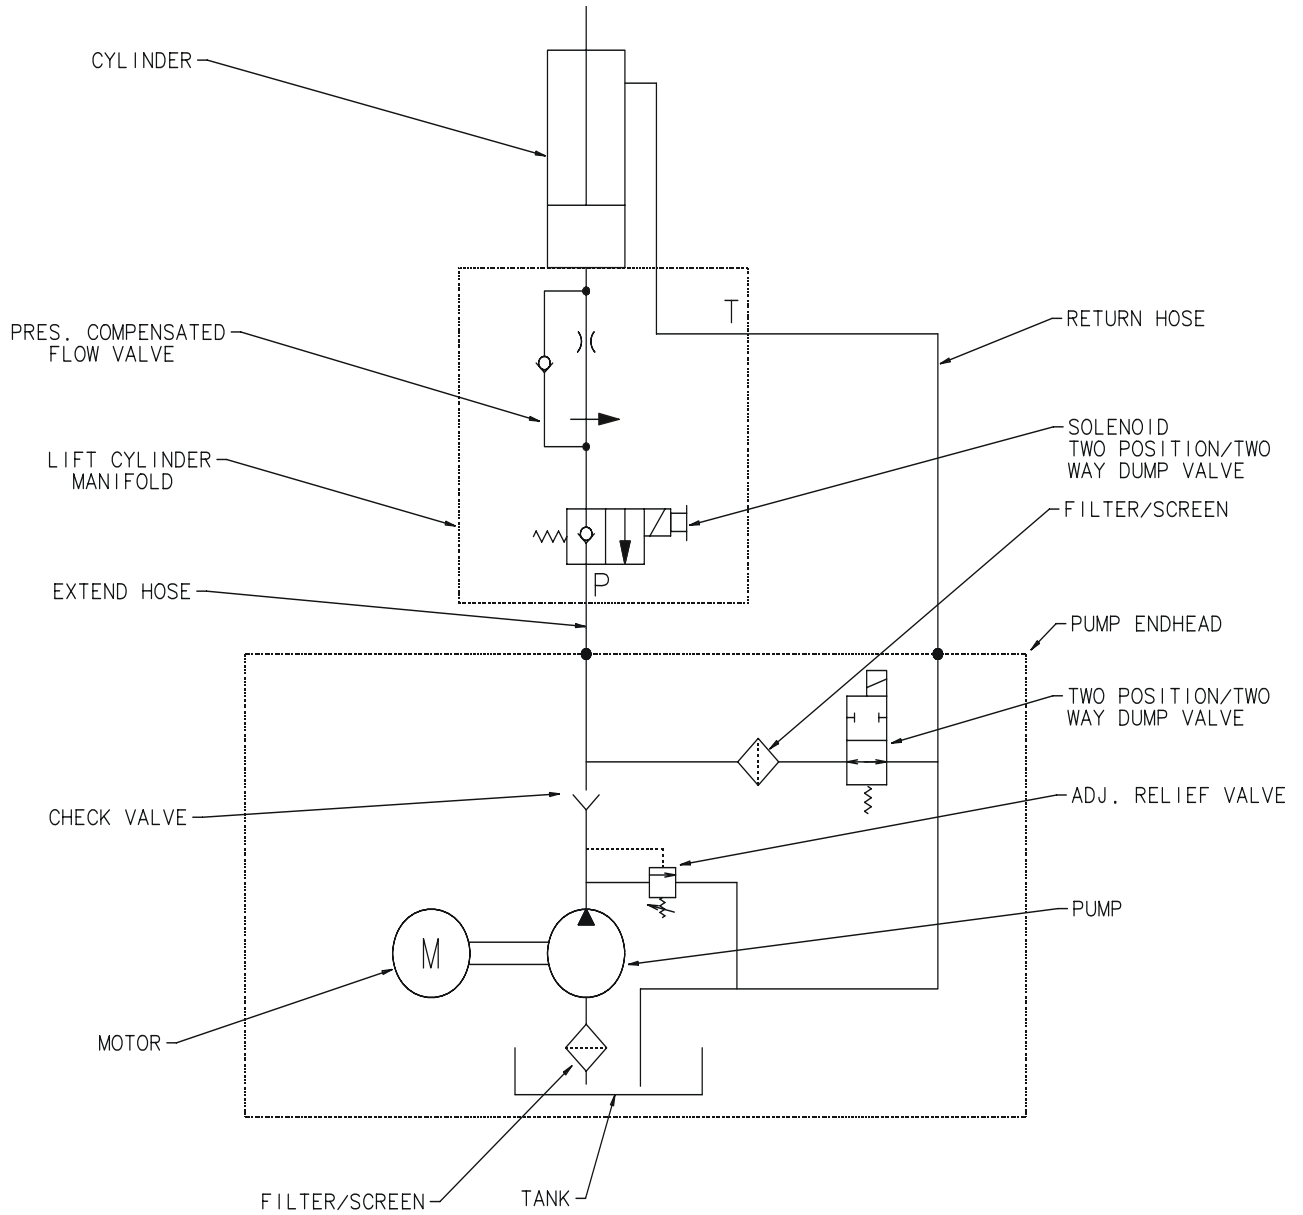 CYLINDER
T
RETURN HOSE
PRES. COMPENSATED
FLOW VALVE
SOLENOID
TWO POSITION/TWO
WAY DUMP VALVE
LIFT CYLINDER
MANIFOLD
FILTER/SCREEN
P
EXTEND HOSE
PUMP ENDHEAD
TWO POSITION/TWO
WAY DUMP VALVE
ADJ. RELIEF VALVE
CHECK VALVE
PUMP
M
MOTOR
FILTER/SCREEN
TANK